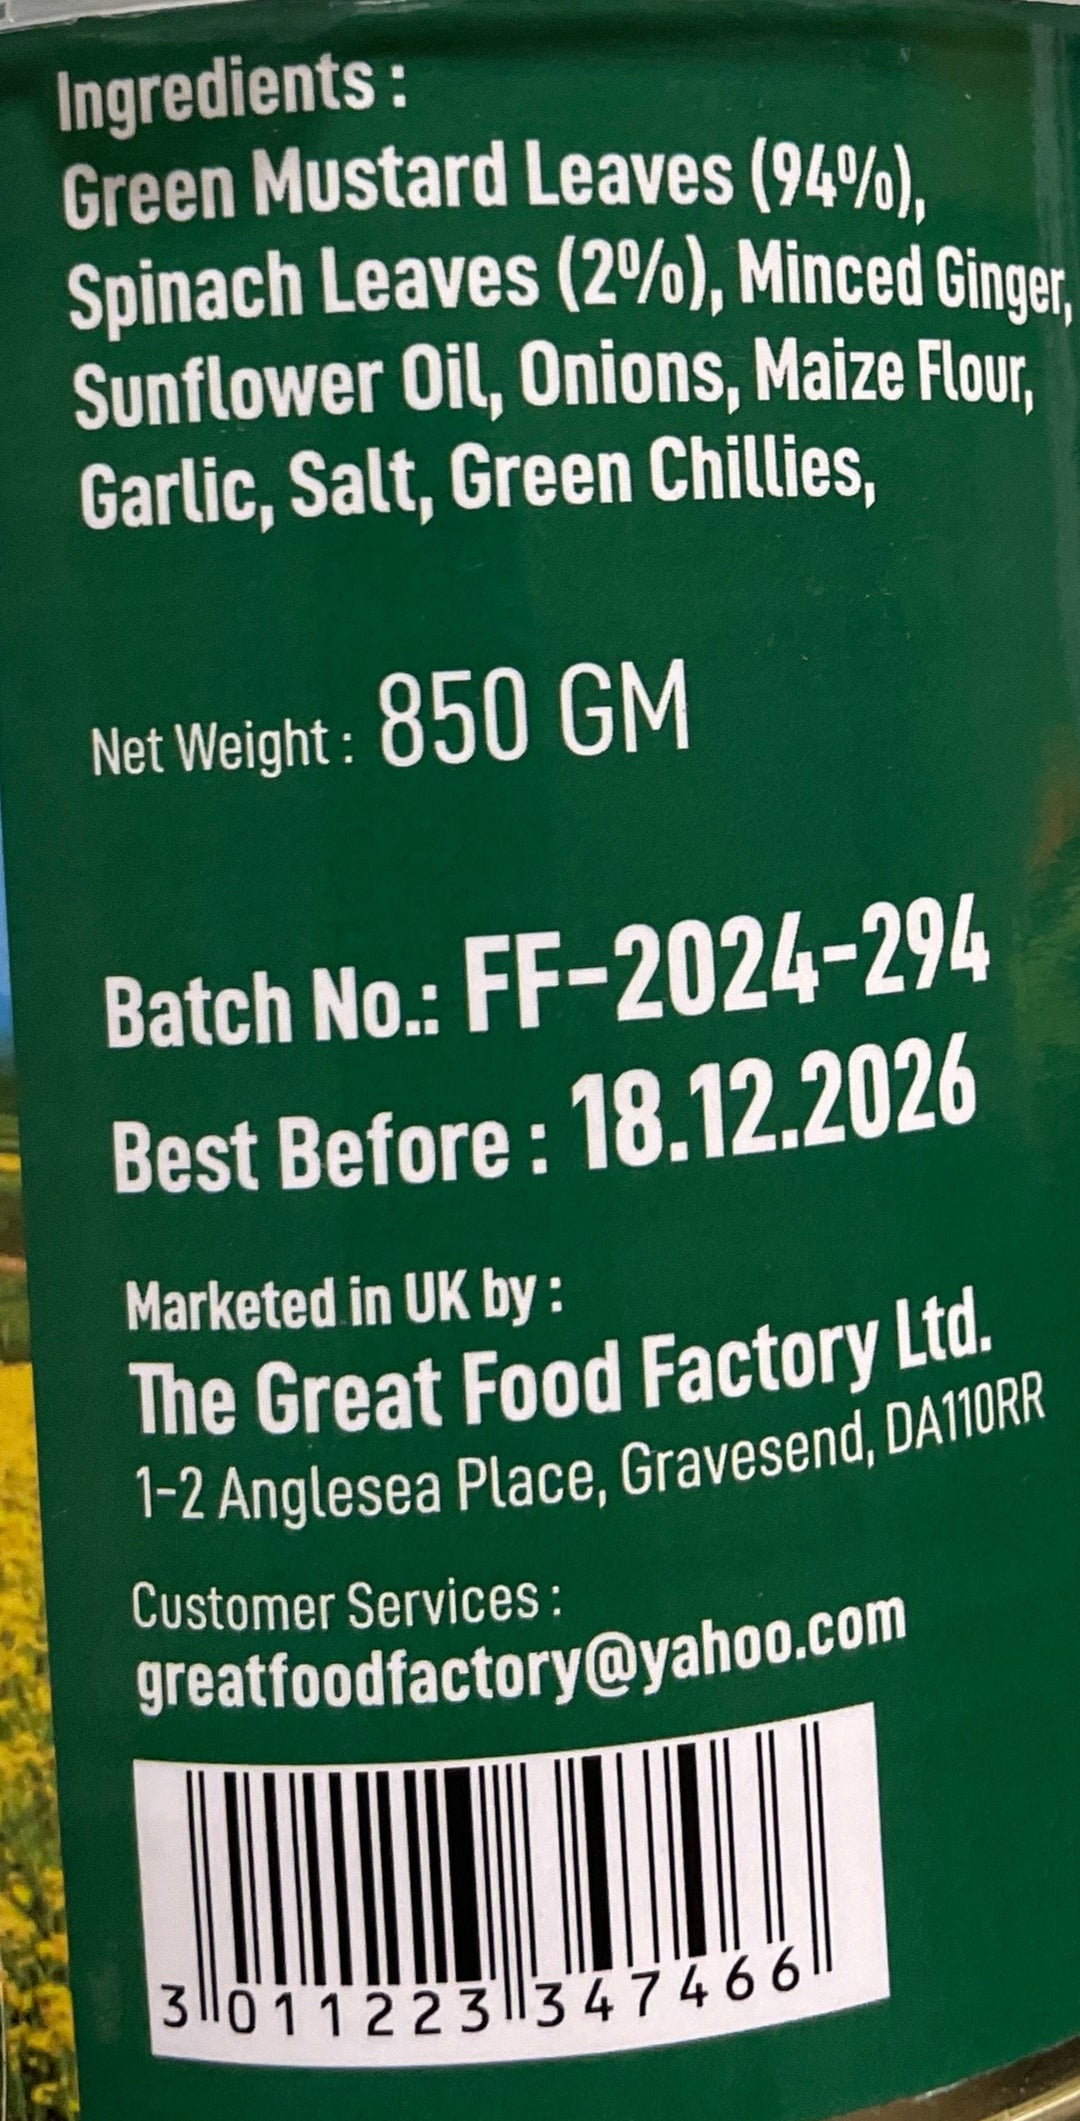 Ingredients :
Green Mustard Leaves (94%),
Spinach Leaves (2%), Minced Ginger,
Sunflower Oil, Onions, Maize Flour,
Garlic, Salt, Green Chillies,
Net Weight : 850 GM
Batch No.: FF-2024-294
Best Before : 18.12.2026
Marketed in UK by :
The Great Food Factory Ltd.
1-2 Anglesea Place, Gravesend, DA110RR
Customer Services :
greatfoodfactory@yahoo.com
3 011223 347466